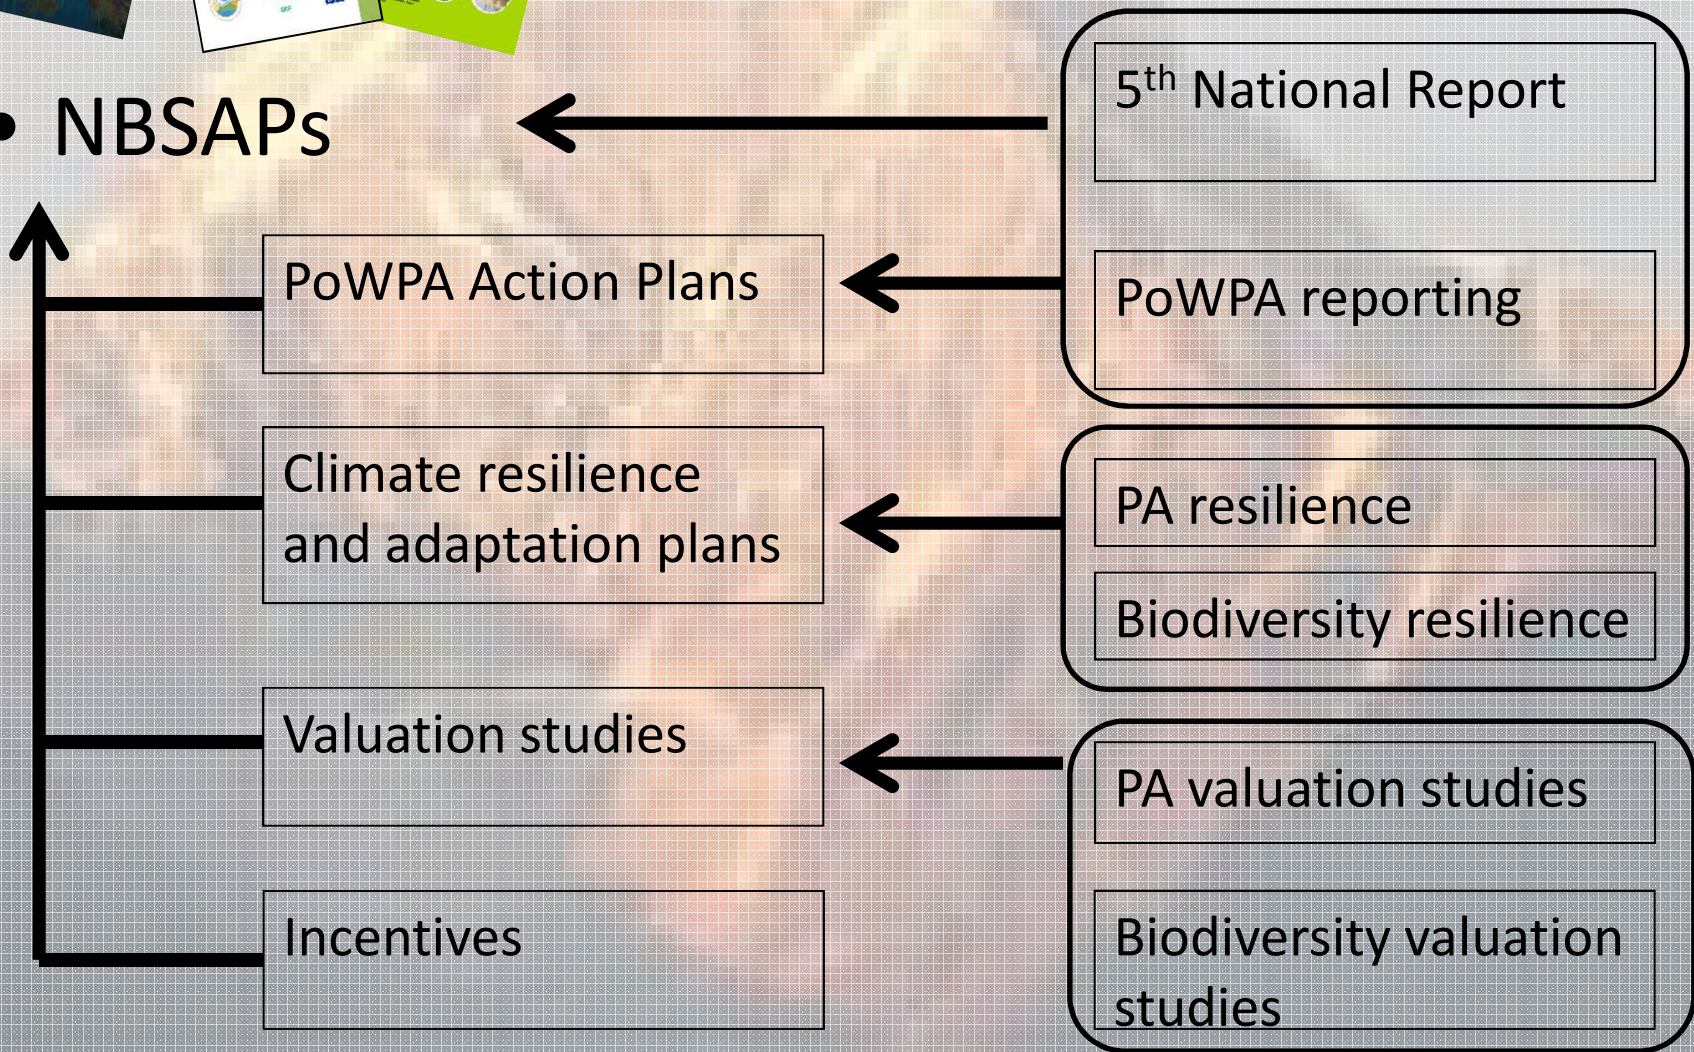 • NBSAPs
5th National Report
PoWPA Action Plans
PoWPA reporting
Climate resilience
and adaptation plans
PA resilience
Biodiversity resilience
Valuation studies
PA valuation studies
Incentives
Biodiversity valuation
studies